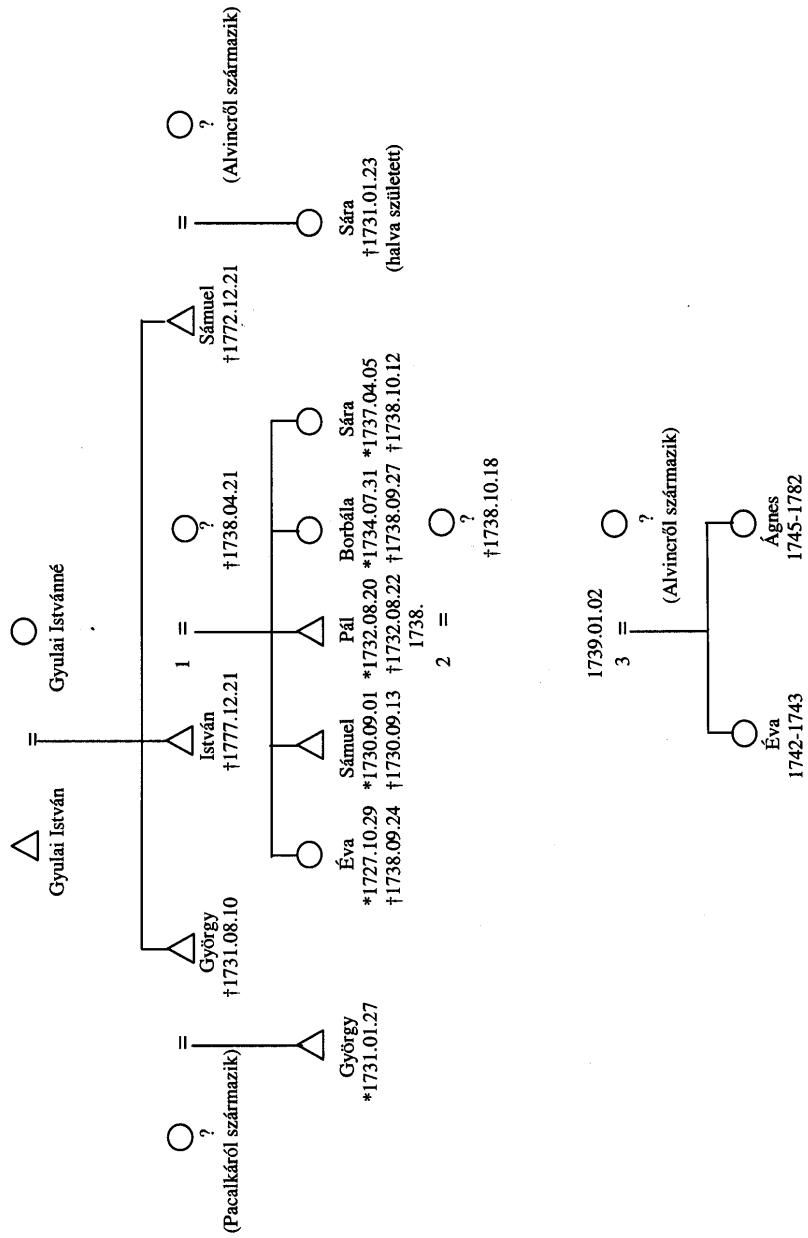 =
Gyulai István
Gyulai Istvánné
=
?
(Pacalkáról származik)
György
†1731.08.10
György
*1731.01.27
István
†1777.12.21
1 =
?
†1738.04.21
Sámuel
†1772.12.21
=
?
(Alvincről származik)
Sára
†1731.01.23
(halva született)
Éva
*1727.10.29
†1738.09.24
Sámuel
*1730.09.01
†1730.09.13
Pál
*1732.08.20
†1732.08.22
Borbála
*1734.07.31
†1738.09.27
Sára
*1737.04.05
†1738.10.12
1738.
2 =
?
†1738.10.18
1739.01.02
3 =
?
(Alvincről származik)
Éva
1742-1743
Ágnes
1745-1782